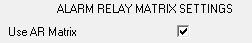 ALARM RELAY MATRIX SETTINGS
Use AR Matrix